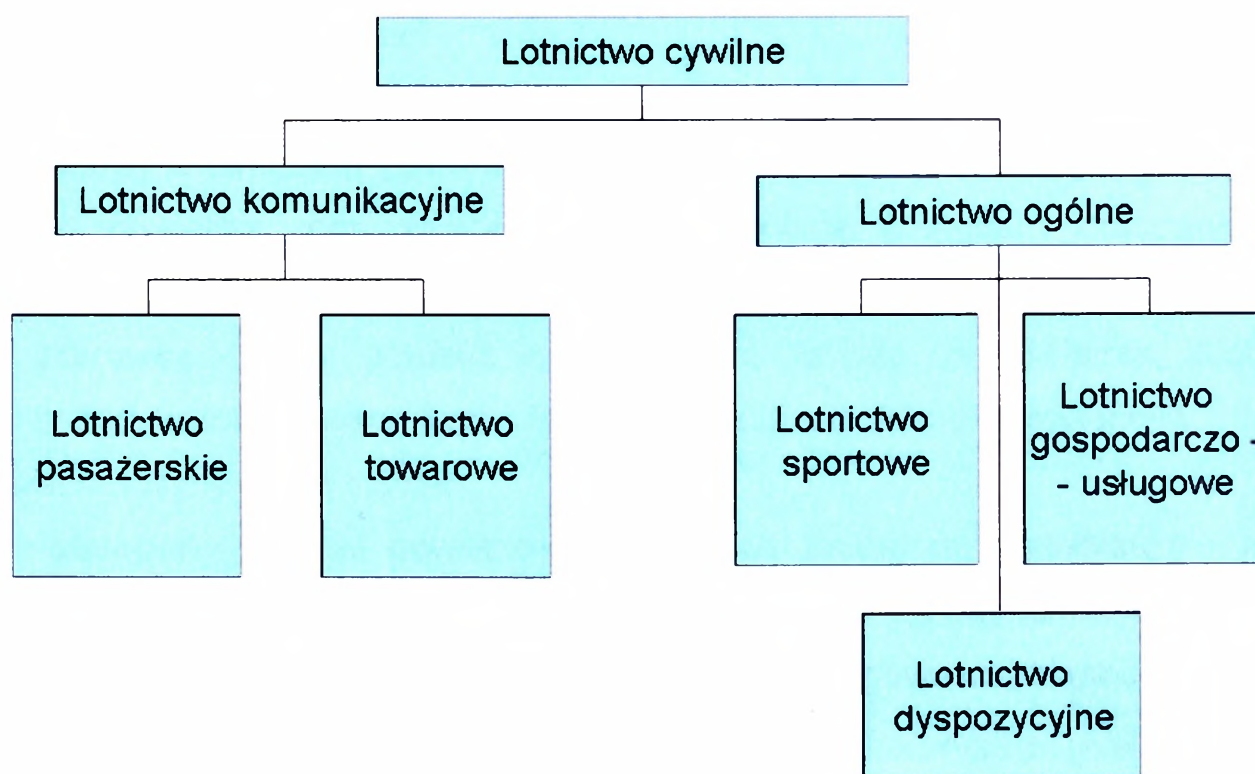 Lotnictwo cywilne
Lotnictwo komunikacyjne
Lotnictwo ogólne
Lotnictwo
pasażerskie
Lotnictwo
towarowe
Lotnictwo
sportowe
Lotnictwo
gospodarczo -
- usługowe
Lotnictwo
dyspozycyjne